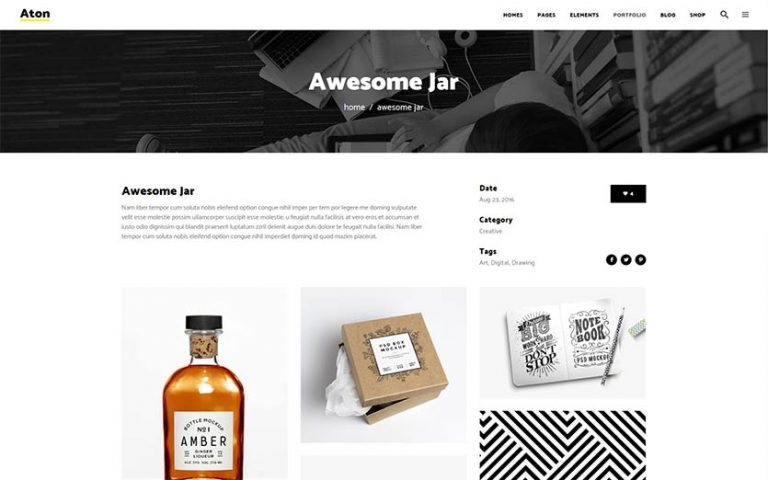 Aton
HOMES PAGES ELEMENTS PORTFOLIO BLOG SHOP
Awesome Jar
home / awesome jar
Awesome Jar
Nam liber tempor cum soluta nobis eleifend option congue nihil imper per tem por legere me doming vulputate
velit esse molestie possim ullamcorper suscipit esse molestie. u feugiat nulla facilisis at vero eros et accumsan et
iusto odio dignissim qui blandit praesent luptatum zzril delenit augue duis dolore te feugait nulla facilisi. Nam liber
tempor cum soluta nobis eleifend option congue nihil imperdiet doming id quod mazim placerat.
Date
Aug 23, 2016
4
Category
Creative
Tags
Art, Digital, Drawing
BOTTLE MOCKUP
No1
AMBER
GINGER
LIQUEUR
PSD BOX
MOCKUP
BIG
WORK HARD
DON'T
STOP
NOTE
BOOK
PSD MOCKUP